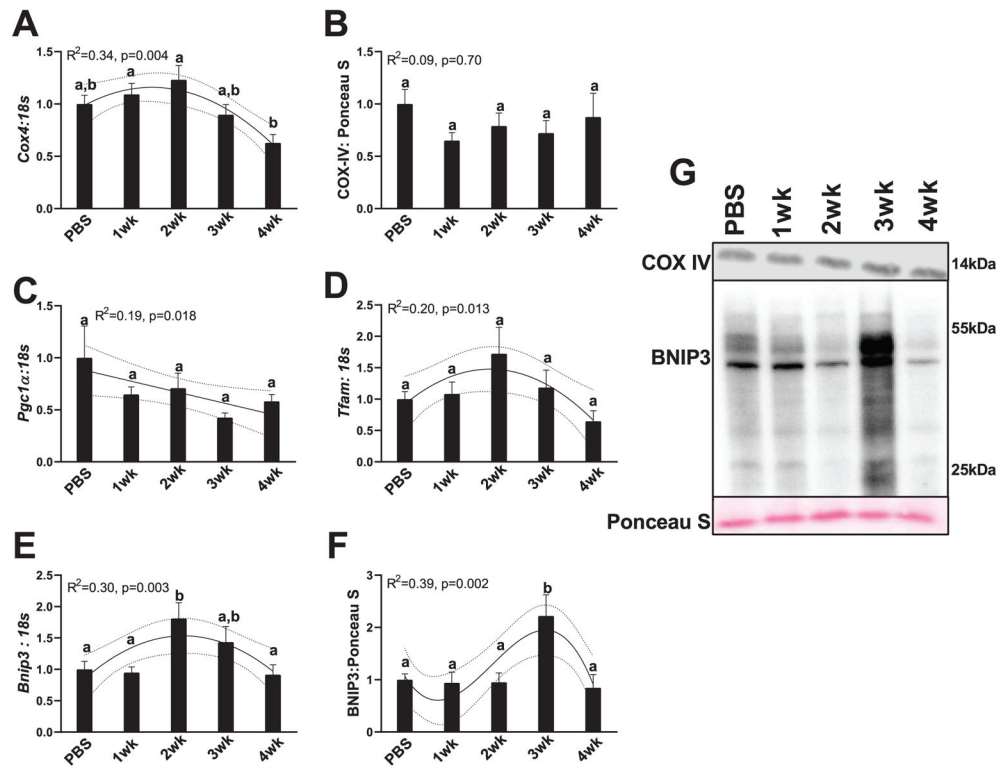 A
R²=0.34, p=0.004
Cox4:18s
1.5
1.0
0.5
0.0
a,b
a
a
a,b
b
PBS
1wk
2wk
3wk
4wk
B
R²=0.09, p=0.70
COX-IV: Ponceau S
1.5
1.0
0.5
0.0
a
a
a
a
a
PBS
1wk
2wk
3wk
4wk
C
R²=0.19, p=0.018
Pgc1α:18s
1.5
1.0
0.5
0.0
a
a
a
a
a
PBS
1wk
2wk
3wk
4wk
D
R²=0.20, p=0.013
Tfam: 18s
2.5
2.0
1.5
1.0
0.5
0.0
a
a
a
a
a
PBS
1wk
2wk
3wk
4wk
E
R²=0.30, p=0.003
Bnip3 : 18s
2.5
2.0
1.5
1.0
0.5
0.0
a
a
b
a,b
a
PBS
1wk
2wk
3wk
4wk
F
R²=0.39, p=0.002
BNIP3:Ponceau S
3
2
1
0
a
a
a
b
a
PBS
1wk
2wk
3wk
4wk
G
PBS
1wk
2wk
3wk
4wk
COX IV
14kDa
55kDa
BNIP3
25kDa
Ponceau S